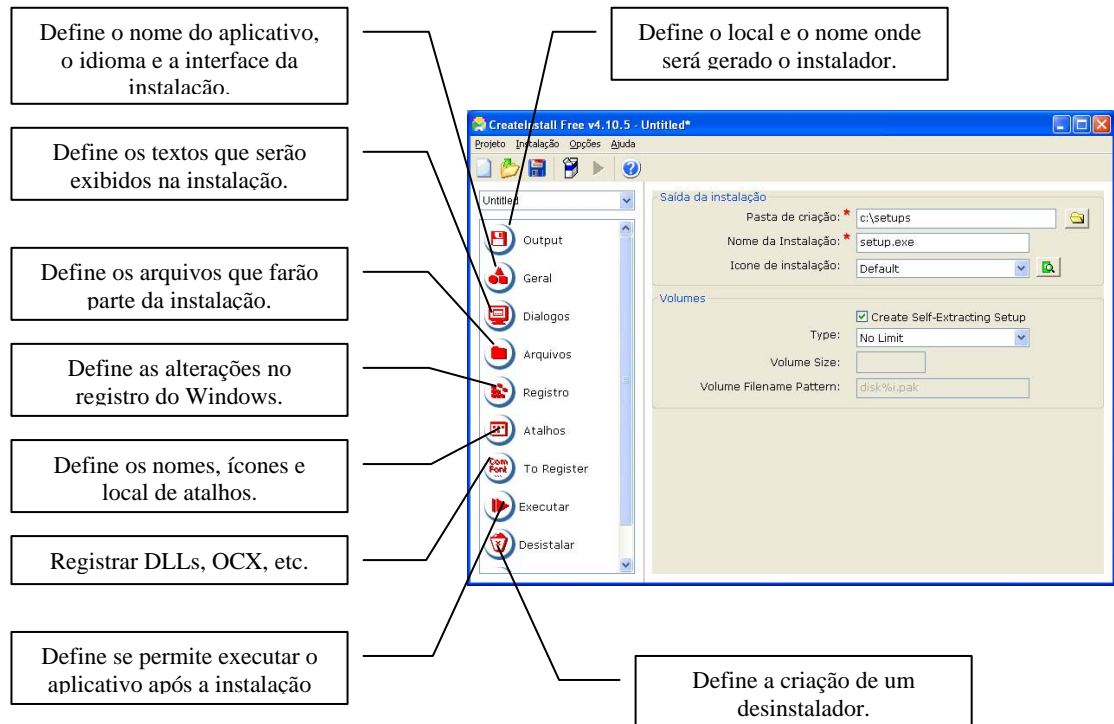 Define o nome do aplicativo,
o idioma e a interface da
instalação.
Define o local e o nome onde
será gerado o instalador.
Define os textos que serão
exibidos na instalação.
Define os arquivos que farão
parte da instalação.
Define as alterações no
registro do Windows.
Define os nomes, ícones e
local de atalhos.
Registrar DLLs, OCX, etc.
Define se permite executar o
aplicativo após a instalação
Define a criação de um
desinstalador.
CreateInstall Free v4.10.5 - Untitled*
Projeto Instalação Opções Ajuda
Untitled
Output
Geral
Dialogos
Arquivos
Registro
Atalhos
Com
Font
To Register
Executar
Desistalar
Saída da instalação
Pasta de criação: * c:\setups
Nome da Instalação: * setup.exe
Icone de instalação: Default
Volumes
Create Self-Extracting Setup
Type: No Limit
Volume Size:
Volume Filename Pattern: disk%i.pak